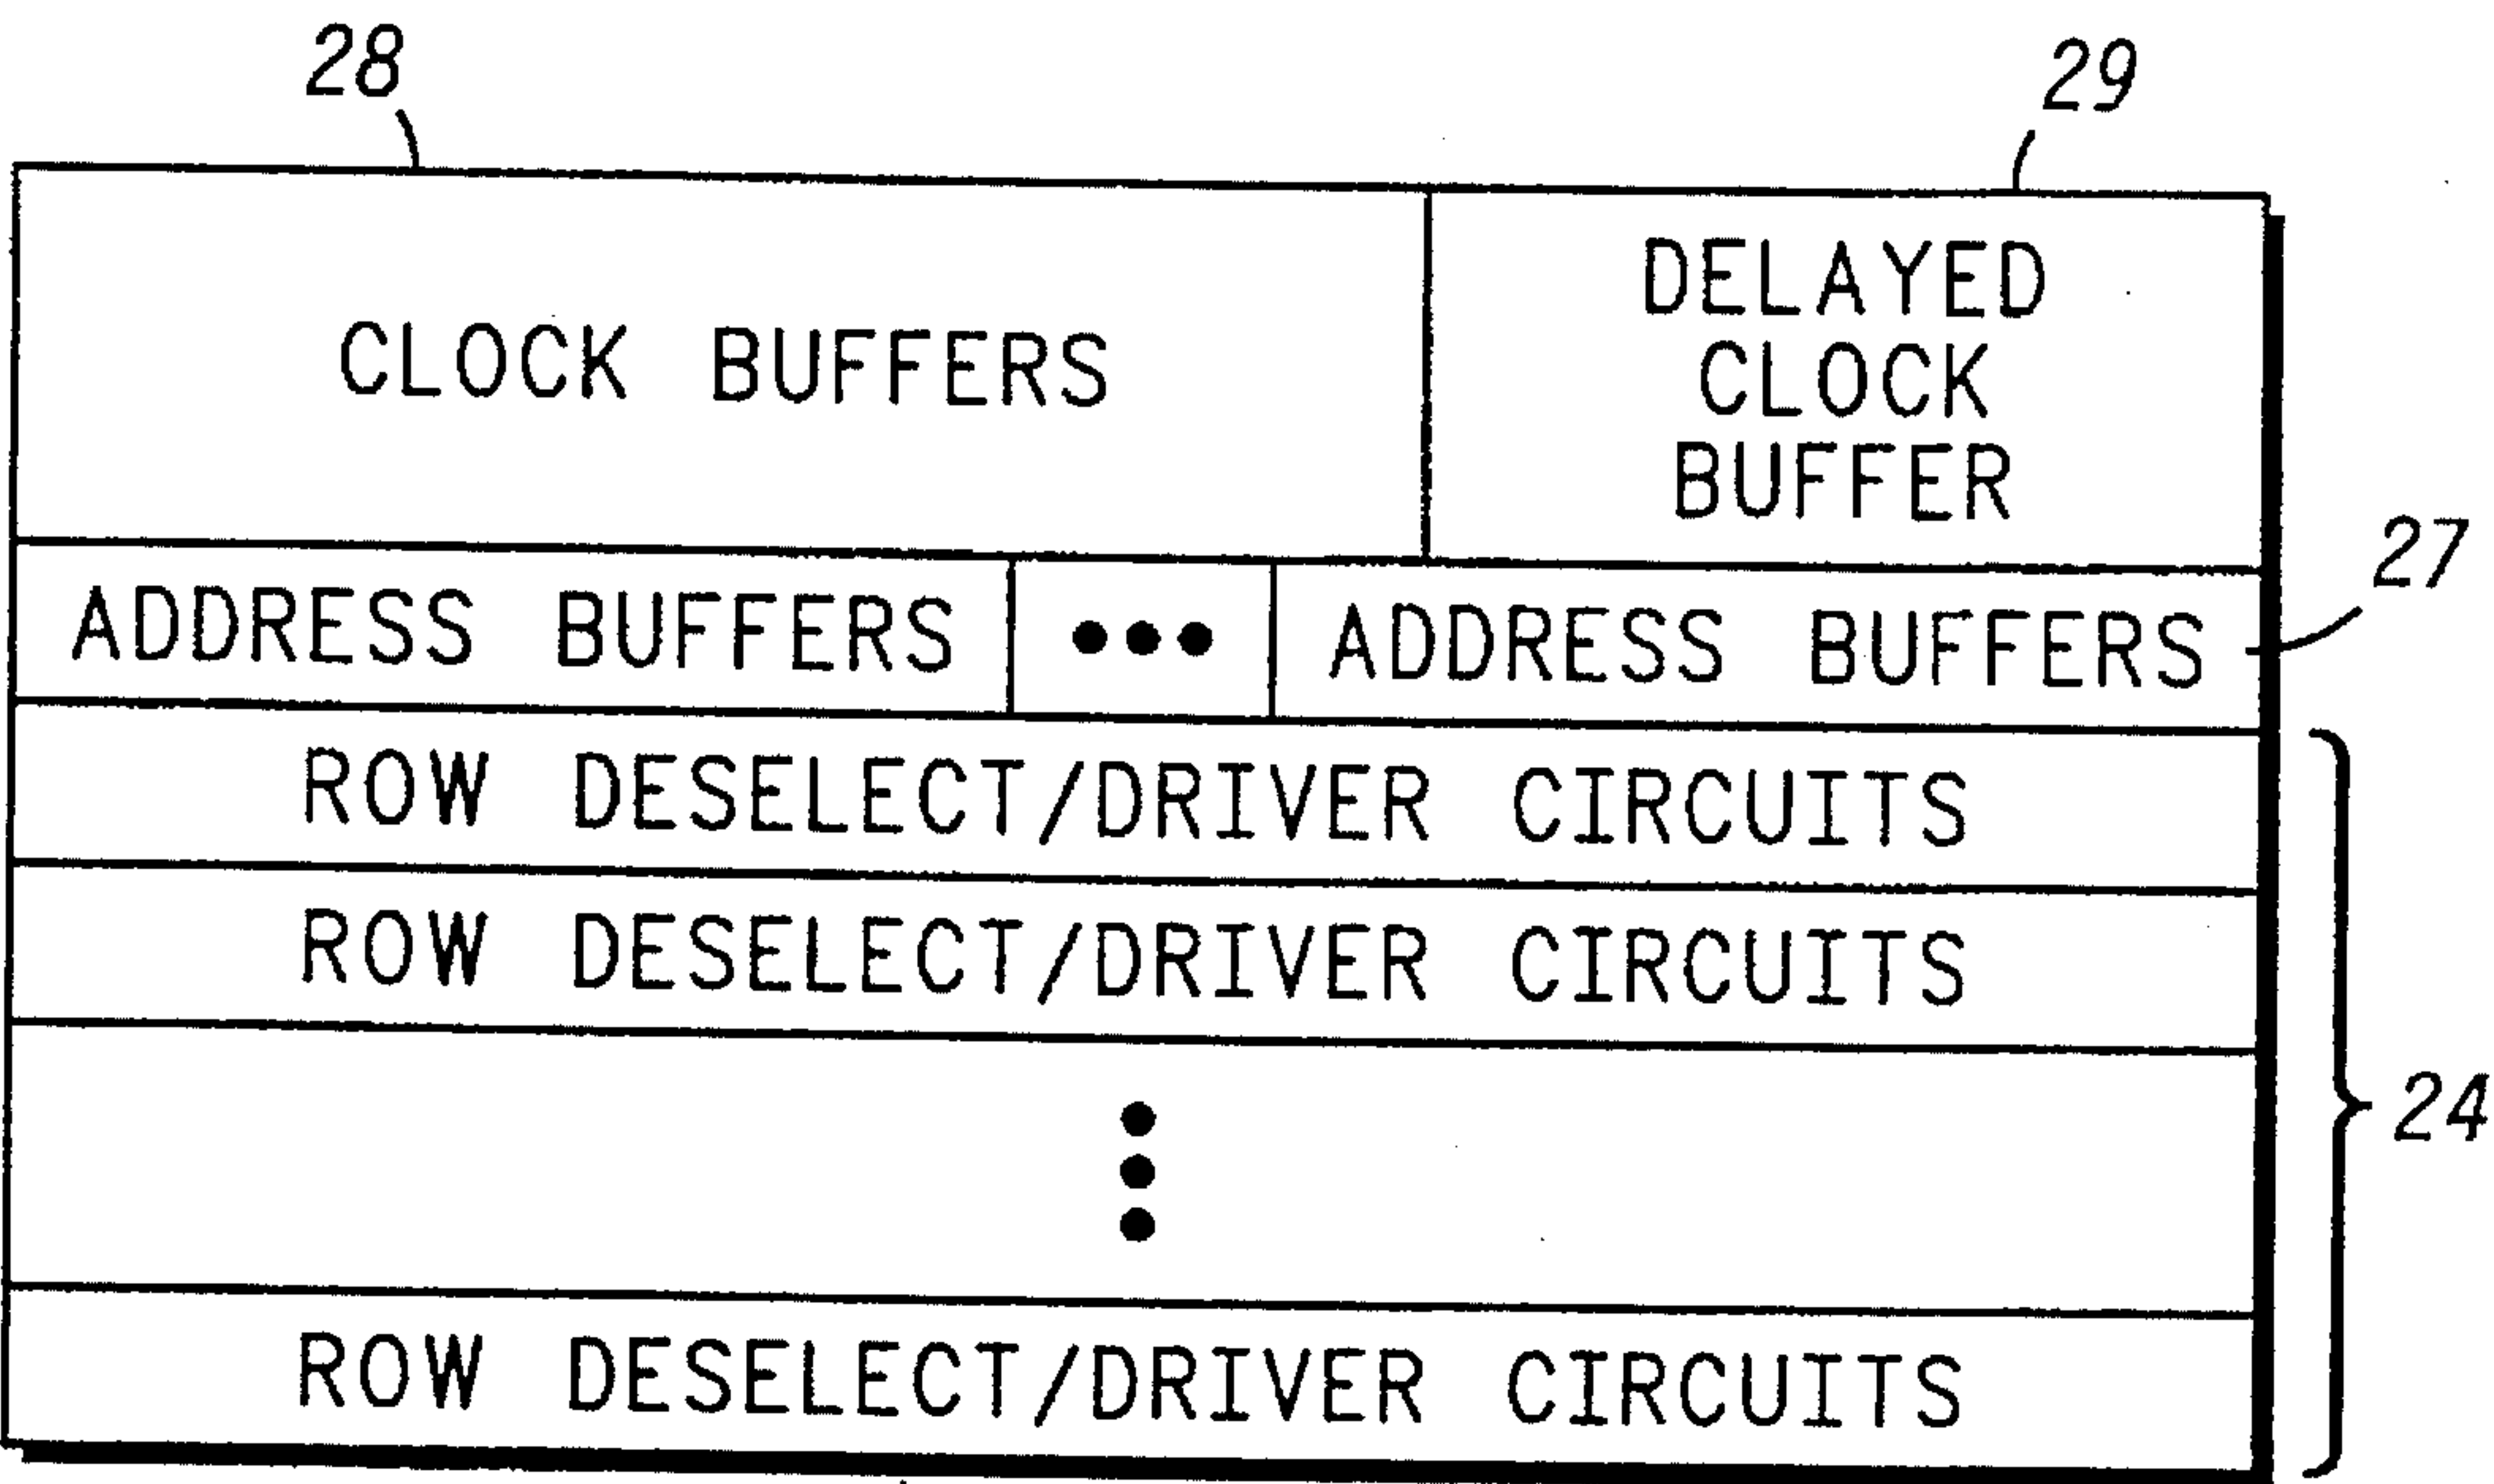 28
29
CLOCK BUFFERS
DELAYED
CLOCK
BUFFER
27
ADDRESS BUFFERS ••• ADDRESS BUFFERS
ROW DESELECT/DRIVER CIRCUITS
ROW DESELECT/DRIVER CIRCUITS
24
ROW DESELECT/DRIVER CIRCUITS